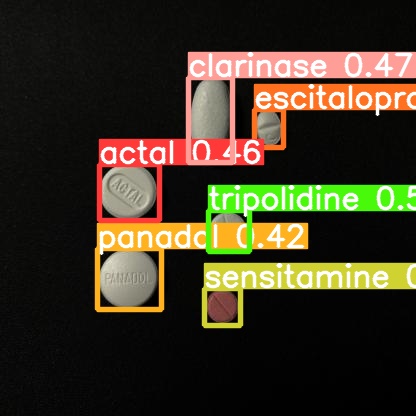 clarinase 0.47
escitalopra
actal 0.46
ACTAL
tripolidine 0.5
panadol 0.42
PANADOL
sensitamine 0